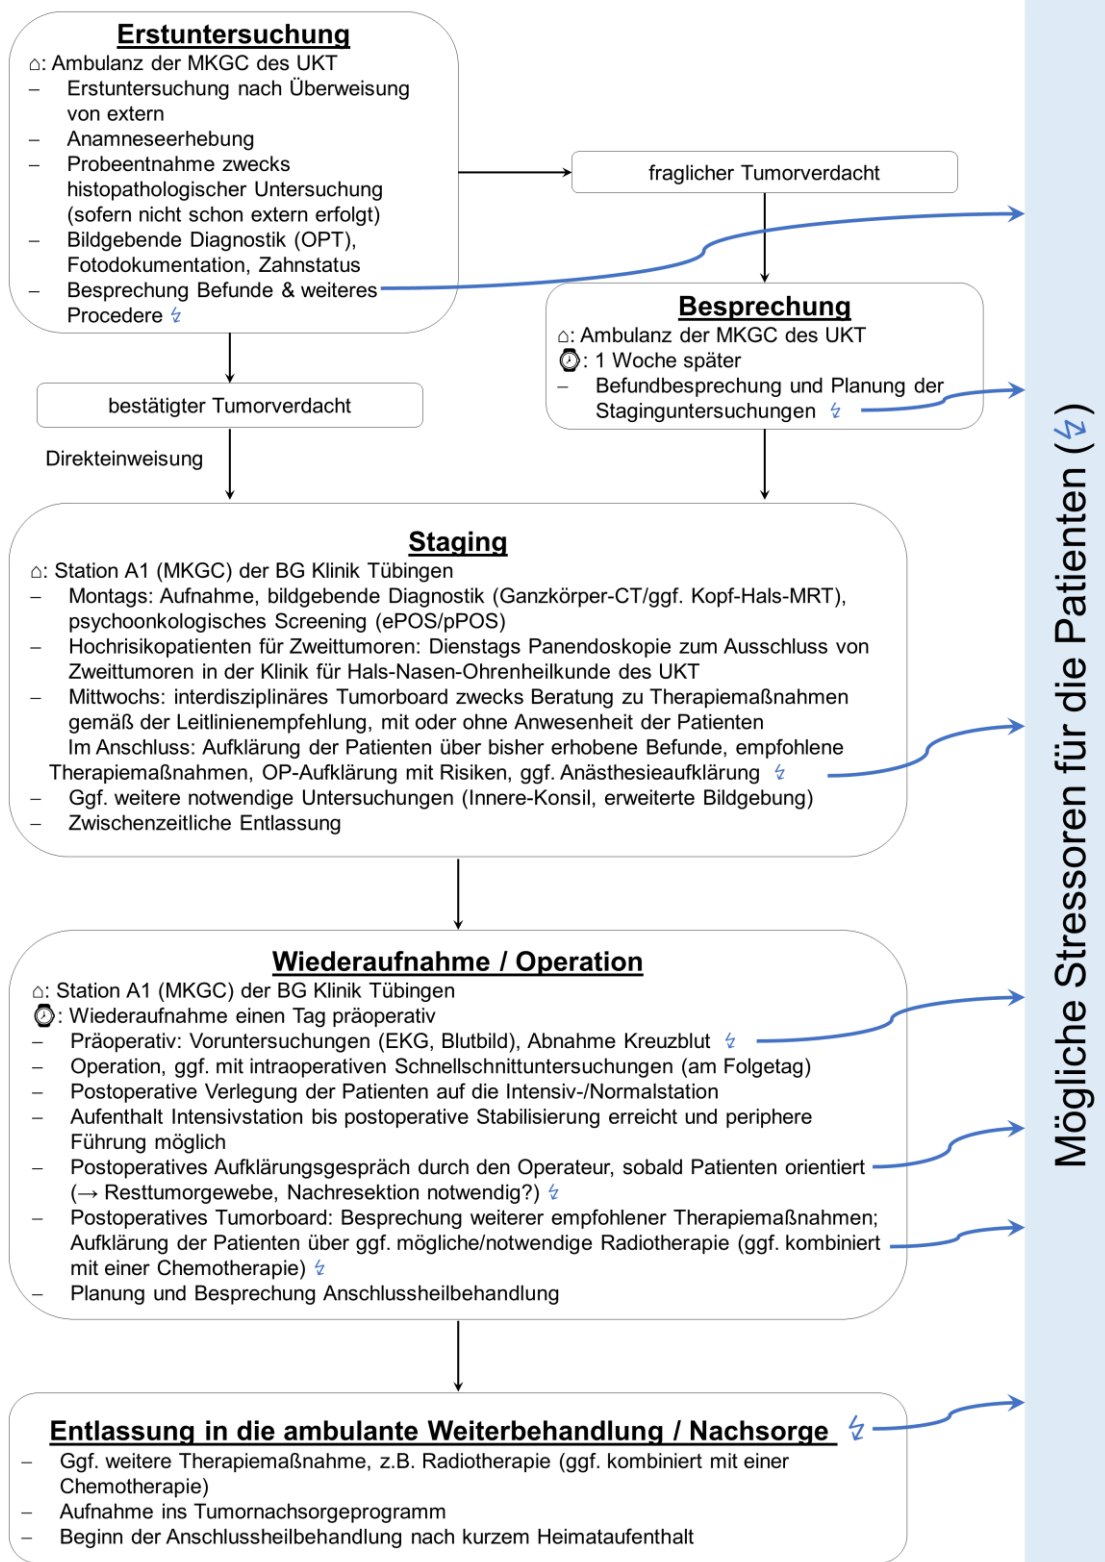 Erstuntersuchung
⌂: Ambulanz der MKGC des UKT
– Erstuntersuchung nach Überweisung
von extern
– Anamneseerhebung
– Probeentnahme zwecks
histopathologischer Untersuchung
(sofern nicht schon extern erfolgt)
– Bildgebende Diagnostik (OPT),
Fotodokumentation, Zahnstatus
– Besprechung Befunde & weiteres
Procedere ↯
fraglicher Tumorverdacht
Besprechung
⌂: Ambulanz der MKGC des UKT
⌚: 1 Woche später
– Befundbesprechung und Planung der
Staginguntersuchungen ↯
bestätigter Tumorverdacht
Direkteinweisung
Staging
⌂: Station A1 (MKGC) der BG Klinik Tübingen
– Montags: Aufnahme, bildgebende Diagnostik (Ganzkörper-CT/ggf. Kopf-Hals-MRT),
psychoonkologisches Screening (ePOS/pPOS)
– Hochrisikopatienten für Zweittumoren: Dienstags Panendoskopie zum Ausschluss von
Zweittumoren in der Klinik für Hals-Nasen-Ohrenheilkunde des UKT
– Mittwochs: interdisziplinäres Tumorboard zwecks Beratung zu Therapiemaßnahmen
gemäß der Leitlinienempfehlung, mit oder ohne Anwesenheit der Patienten
Im Anschluss: Aufklärung der Patienten über bisher erhobene Befunde, empfohlene
Therapiemaßnahmen, OP-Aufklärung mit Risiken, ggf. Anästhesieaufklärung ↯
– Ggf. weitere notwendige Untersuchungen (Innere-Konsil, erweiterte Bildgebung)
– Zwischenzeitliche Entlassung
Wiederaufnahme / Operation
⌂: Station A1 (MKGC) der BG Klinik Tübingen
⌚: Wiederaufnahme einen Tag präoperativ
– Präoperativ: Voruntersuchungen (EKG, Blutbild), Abnahme Kreuzblut ↯
– Operation, ggf. mit intraoperativen Schnellschnittuntersuchungen (am Folgetag)
– Postoperative Verlegung der Patienten auf die Intensiv-/Normalstation
– Aufenthalt Intensivstation bis postoperative Stabilisierung erreicht und periphere
Führung möglich
– Postoperatives Aufklärungsgespräch durch den Operateur, sobald Patienten orientiert
(→ Resttumorgewebe, Nachresektion notwendig?) ↯
– Postoperatives Tumorboard: Besprechung weiterer empfohlener Therapiemaßnahmen;
Aufklärung der Patienten über ggf. mögliche/notwendige Radiotherapie (ggf. kombiniert
mit einer Chemotherapie) ↯
– Planung und Besprechung Anschlussheilbehandlung
Entlassung in die ambulante Weiterbehandlung / Nachsorge ↯
– Ggf. weitere Therapiemaßnahme, z.B. Radiotherapie (ggf. kombiniert mit einer
Chemotherapie)
– Aufnahme ins Tumornachsorgeprogramm
– Beginn der Anschlussheilbehandlung nach kurzem Heimataufenthalt
Mögliche Stressoren für die Patienten (↯)